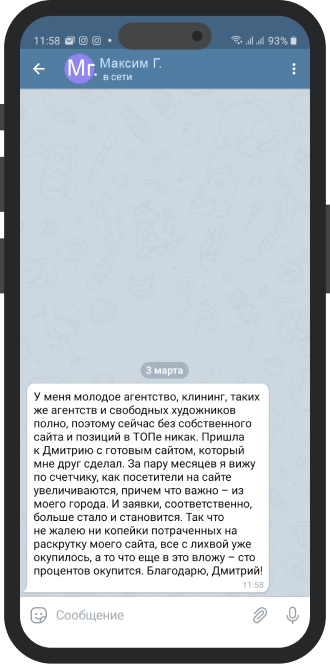 11:58 93%
Мг. Максим Г.
в сети
3 марта
У меня молодое агентство, клининг, таких
же агентств и свободных художников
полно, поэтому сейчас без собственного
сайта и позиций в ТОПе никак. Пришла
к Дмитрию с готовым сайтом, который
мне друг сделал. За пару месяцев я вижу
по счетчику, как посетители на сайте
увеличиваются, причем что важно – из
моего города. И заявки, соответственно,
больше стало и становится. Так что
не жалею ни копейки потраченных на
раскрутку моего сайта, все с лихвой уже
окупилось, а то что еще в это вложу – сто
процентов окупится. Благодарю, Дмитрий!
11:58
Сообщение